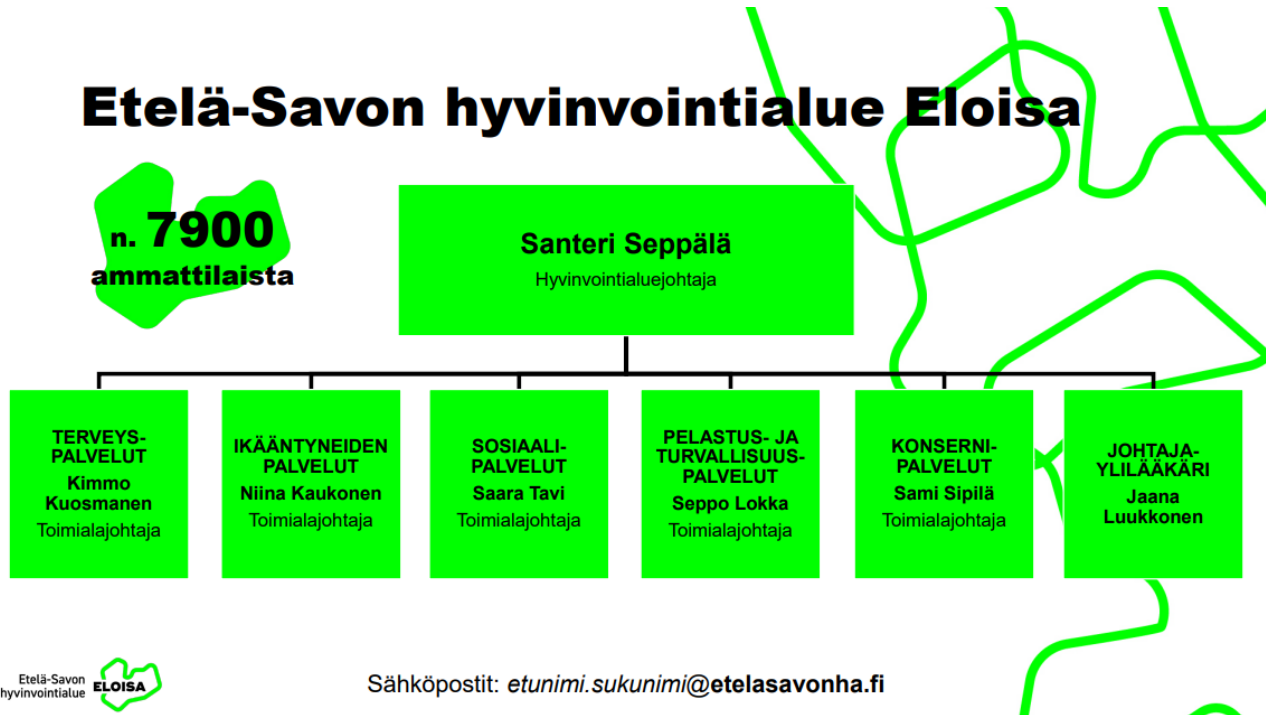 Etelä-Savon hyvinvointialue Eloisa
n. 7900
ammattilaista
Santeri Seppälä
Hyvinvointialuejohtaja
TERVEYS-
PALVELUT
Kimmo
Kuosmanen
Toimialajohtaja
IKÄÄNTYNEIDEN
PALVELUT
Niina Kaukonen
Toimialajohtaja
SOSIAALI-
PALVELUT
Saara Tavi
Toimialajohtaja
PELASTUS- JA
TURVALLISUUS-
PALVELUT
Seppo Lokka
Toimialajohtaja
KONSERNI-
PALVELUT
Sami Sipilä
Toimialajohtaja
JOHTAJA-
YLILÄÄKÄRI
Jaana
Luukkonen
Etelä-Savon
hyvinvointialue
ELOISA
Sähköpostit: etunimi.sukunimi@etelasavonha.fi